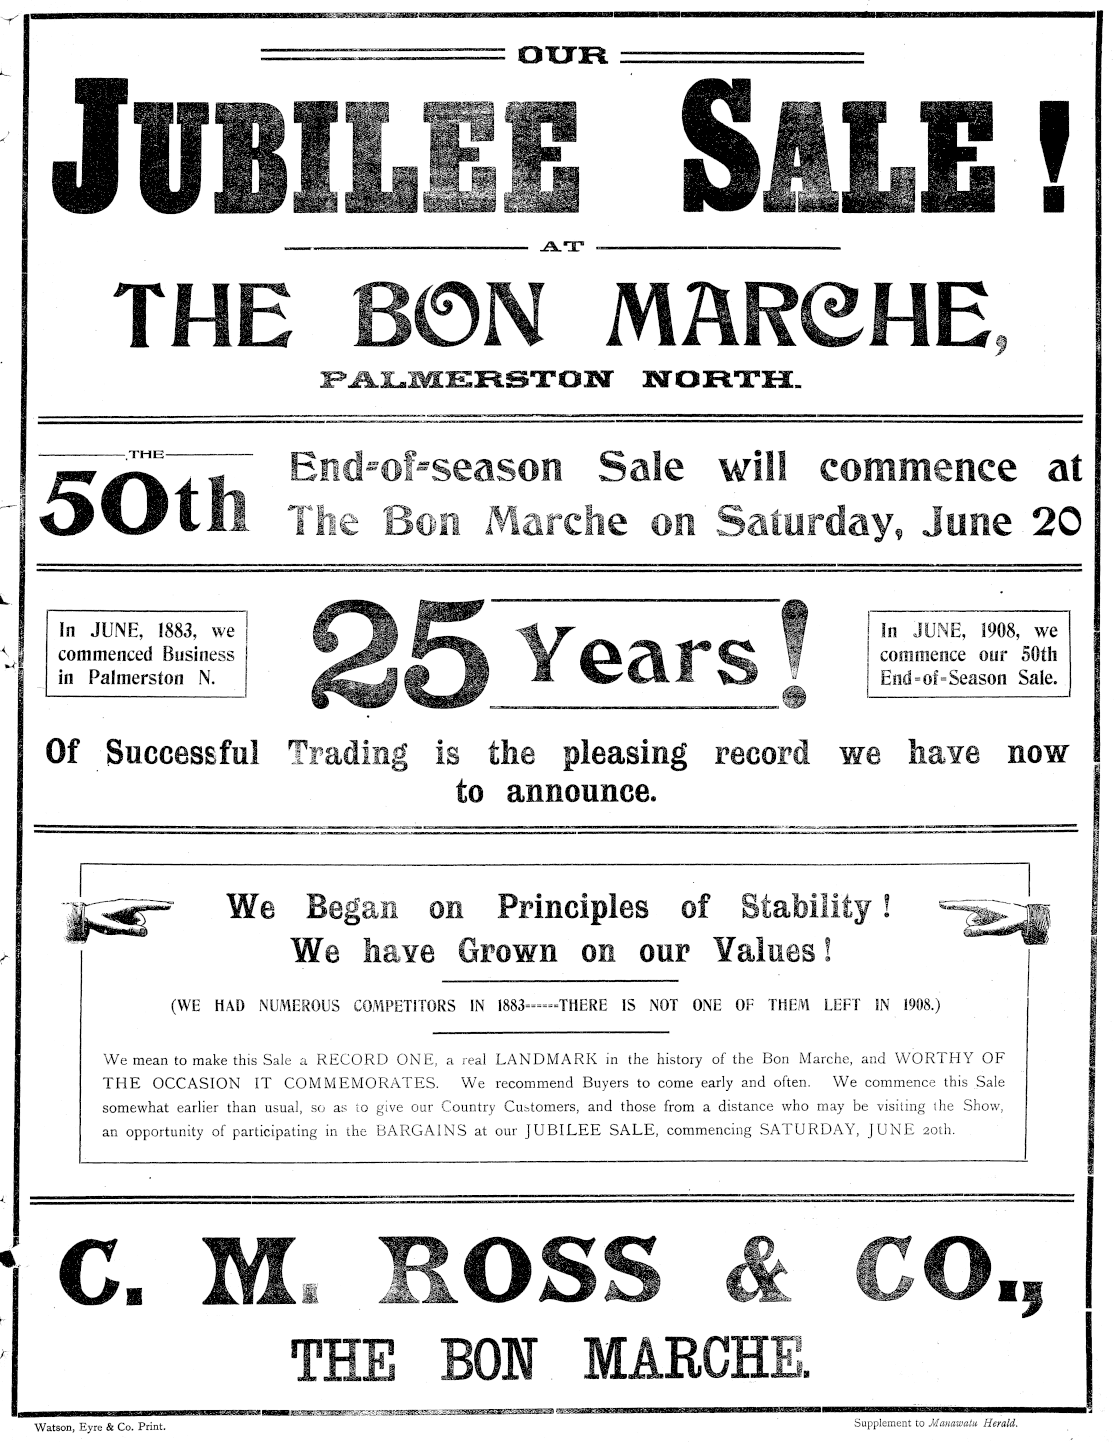 OUR
JUBILEE SALE!
AT
THE BON MARCHE,
PALMERSTON NORTH.
THE
50th
End-of-season Sale will commence at
The Bon Marche on Saturday, June 20
In JUNE, 1883, we
commenced Business
in Palmerston N.
25 Years!
In JUNE, 1908, we
commence our 50th
End-of-Season Sale.
Of Successful Trading is the pleasing record we have now
to announce.
We Began on Principles of Stability!
We have Grown on our Values!
(WE HAD NUMEROUS COMPETITORS IN 1883------THERE IS NOT ONE OF THEM LEFT IN 1908.)
We mean to make this Sale a RECORD ONE, a real LANDMARK in the history of the Bon Marche, and WORTHY OF
THE OCCASION IT COMMEMORATES. We recommend Buyers to come early and often. We commence this Sale
somewhat earlier than usual, so as to give our Country Customers, and those from a distance who may be visiting the Show,
an opportunity of participating in the BARGAINS at our JUBILEE SALE, commencing SATURDAY, JUNE 20th.
C. M. ROSS & CO.,
THE BON MARCHE.
Watson, Eyre & Co. Print.
Supplement to Manawatu Herald.